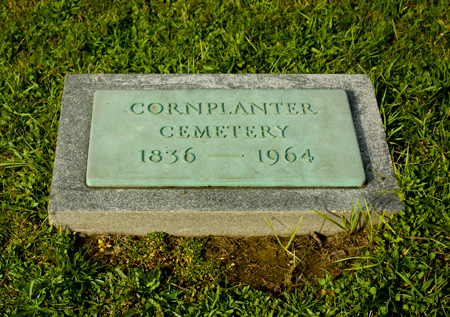 CORNPLANTER
CEMETERY
1836 — 1964